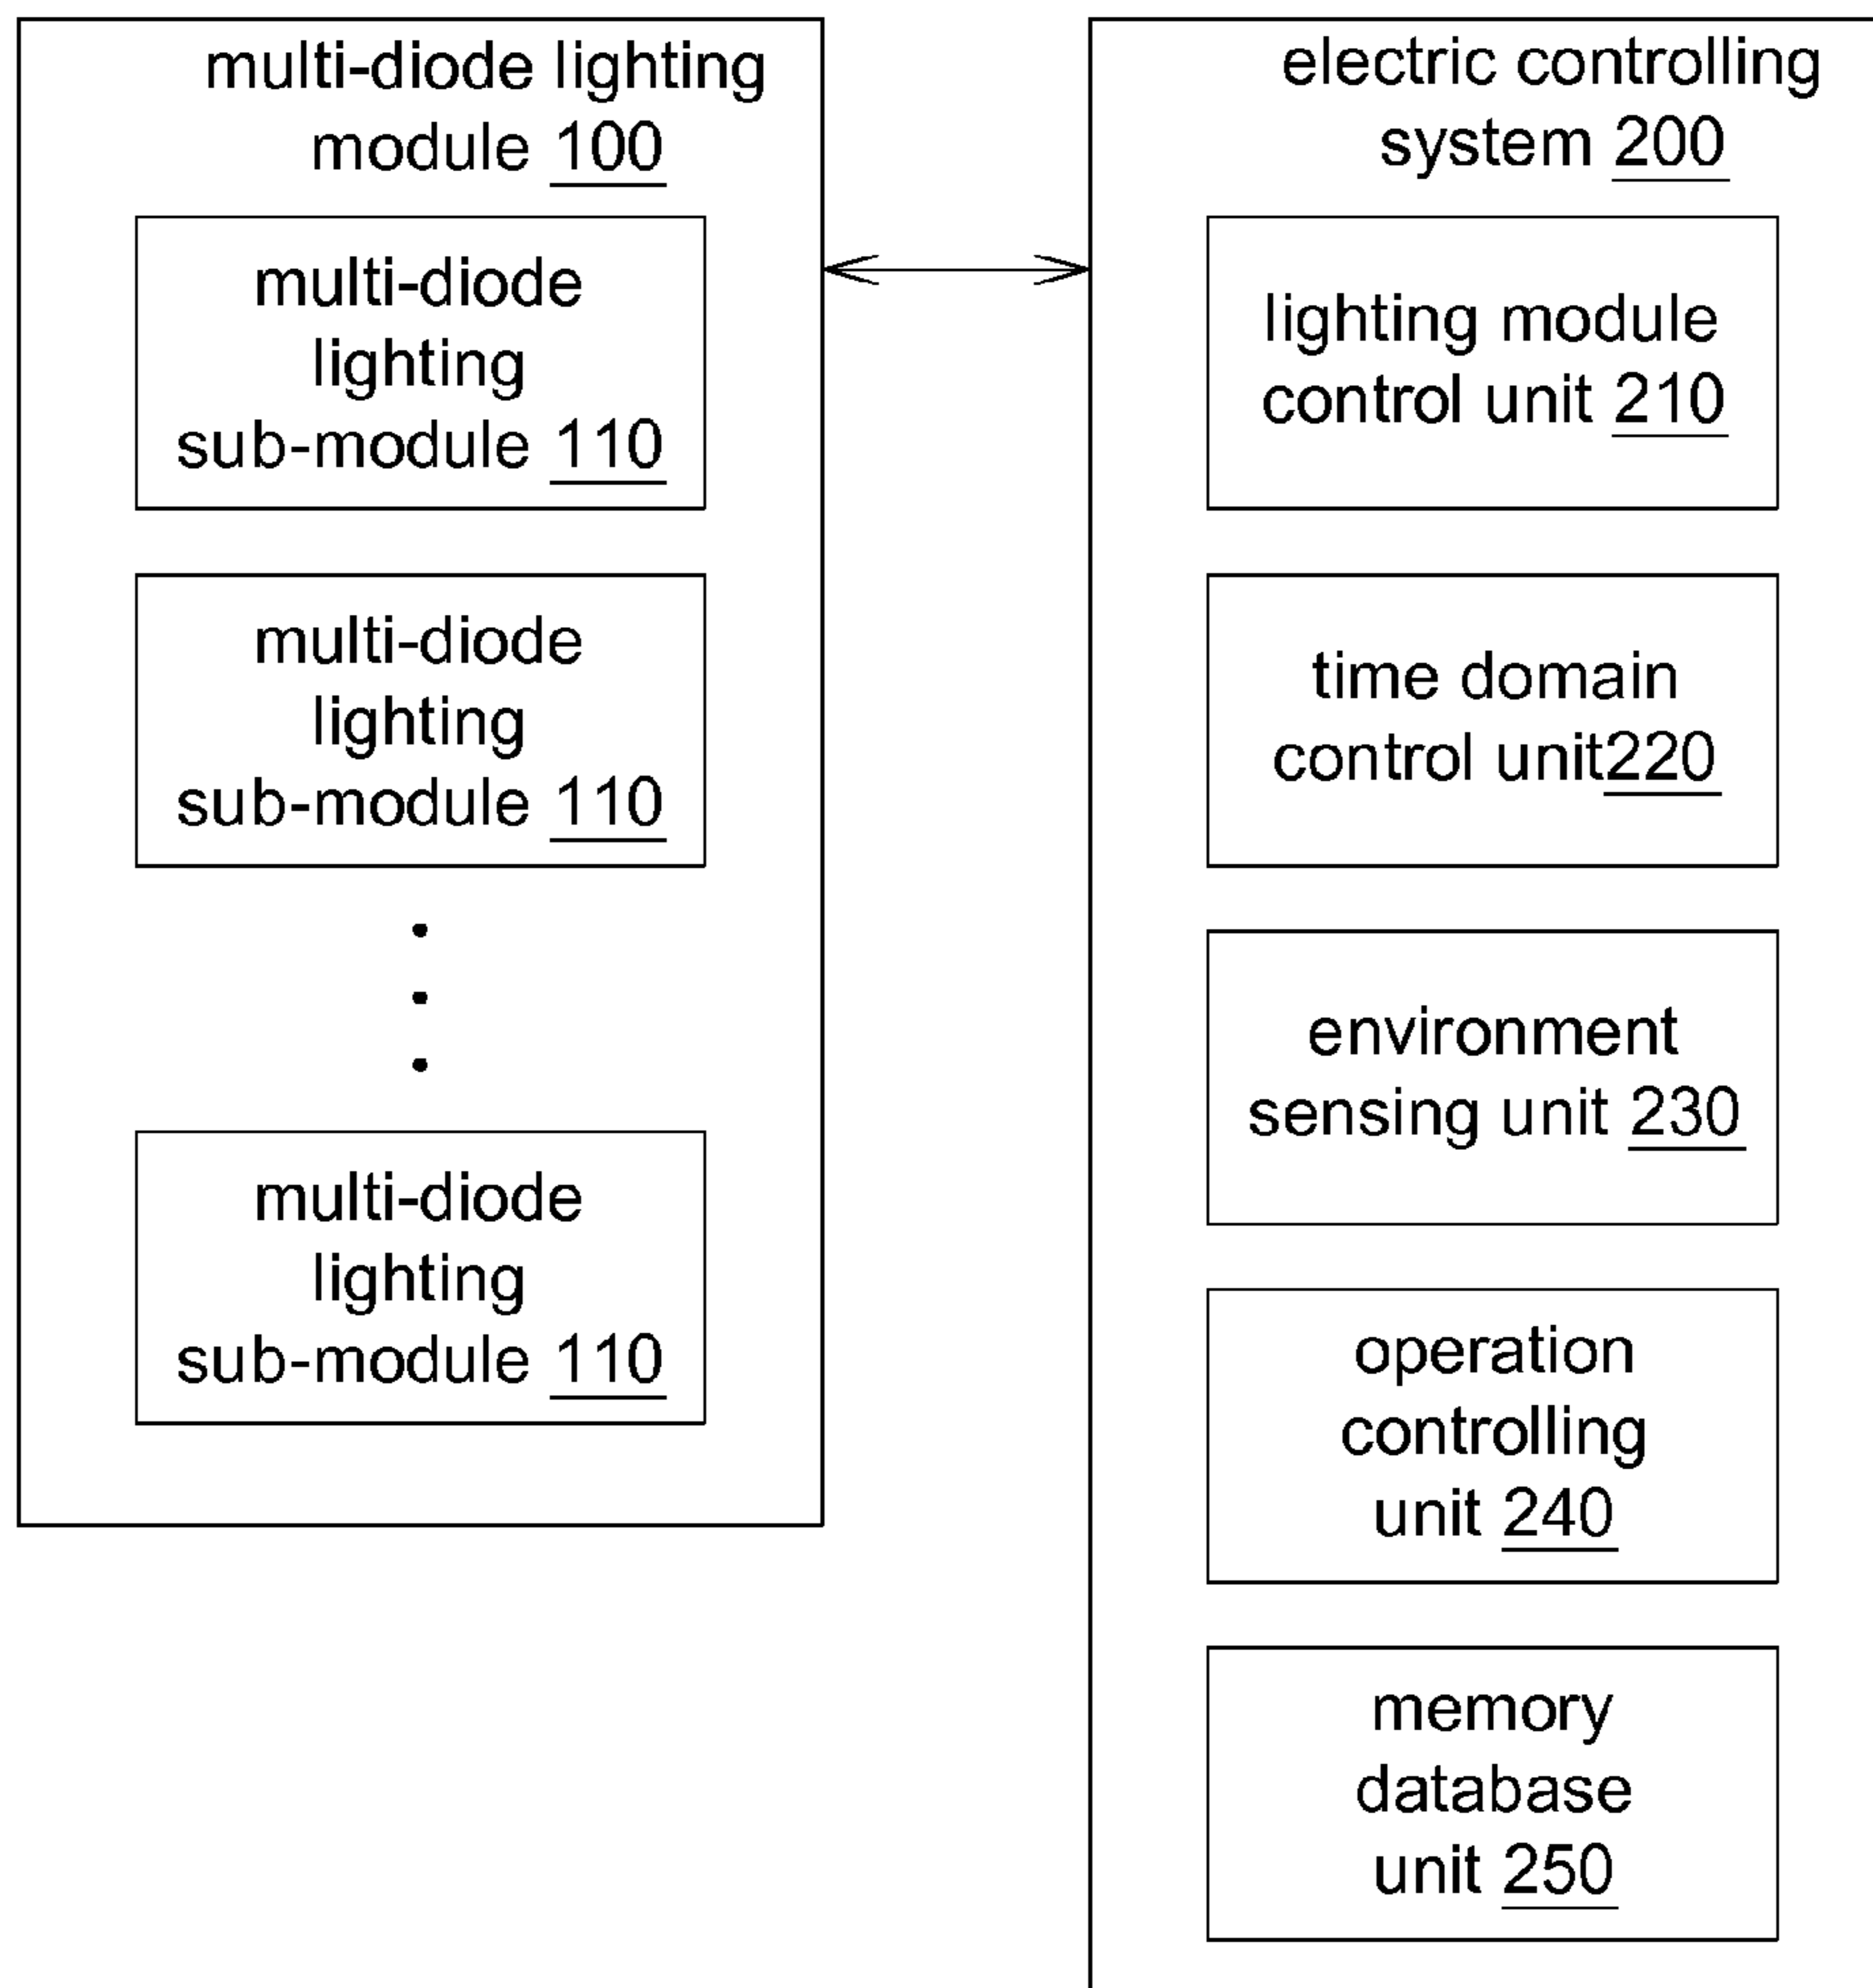 multi-diode lighting
module 100
multi-diode
lighting
sub-module 110
multi-diode
lighting
sub-module 110
multi-diode
lighting
sub-module 110
electric controlling
system 200
lighting module
control unit 210
time domain
control unit220
environment
sensing unit 230
operation
controlling
unit 240
memory
database
unit 250